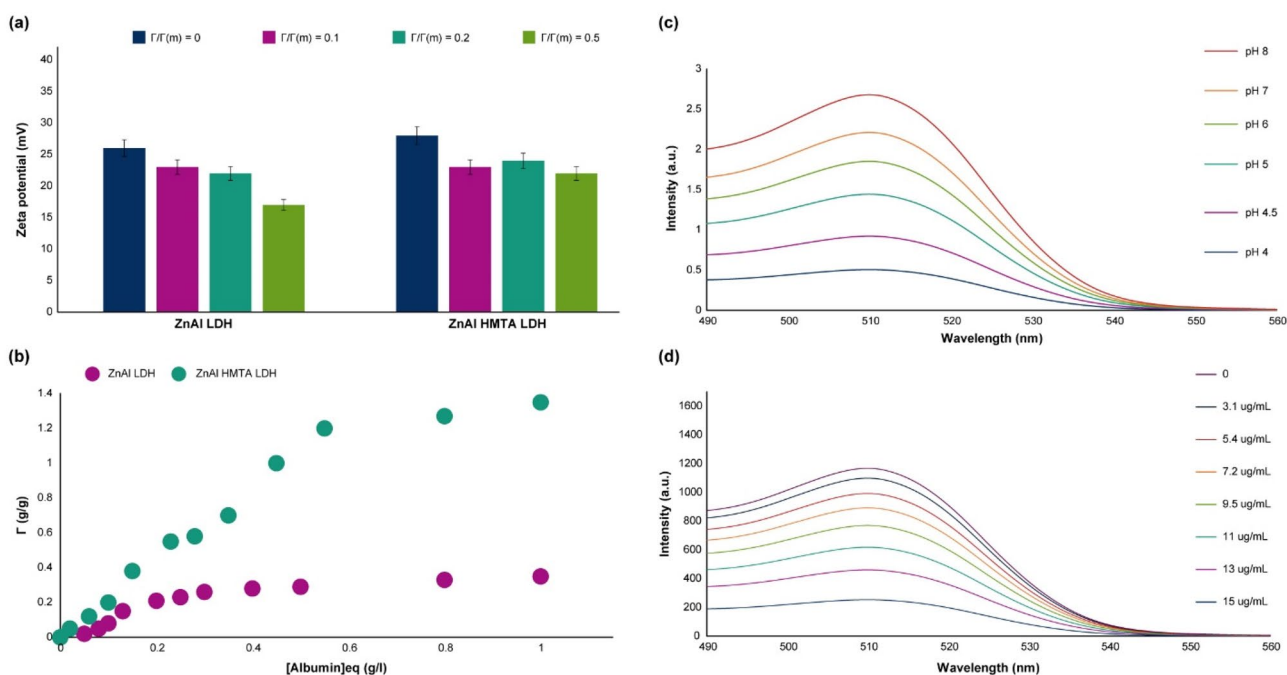 (a)
Γ/Γ(m) = 0 Γ/Γ(m) = 0.1 Γ/Γ(m) = 0.2 Γ/Γ(m) = 0.5
Zeta potential (mV)
40
35
30
25
20
15
10
5
0
ZnAl LDH ZnAl HMTA LDH
(b)
ZnAl LDH ZnAl HMTA LDH
Γ (g/g)
1.4
1.2
1
0.8
0.6
0.4
0.2
0
0 0.2 0.4 0.6 0.8 1
[Albumin]eq (g/l)
(c)
Intensity (a.u.)
3
2.5
2
1.5
1
0.5
0
490 500 510 520 530 540 550 560
Wavelength (nm)
pH 8
pH 7
pH 6
pH 5
pH 4.5
pH 4
(d)
Intensity (a.u.)
1600
1400
1200
1000
800
600
400
200
0
490 500 510 520 530 540 550 560
Wavelength (nm)
0
3.1 ug/mL
5.4 ug/mL
7.2 ug/mL
9.5 ug/mL
11 ug/mL
13 ug/mL
15 ug/mL